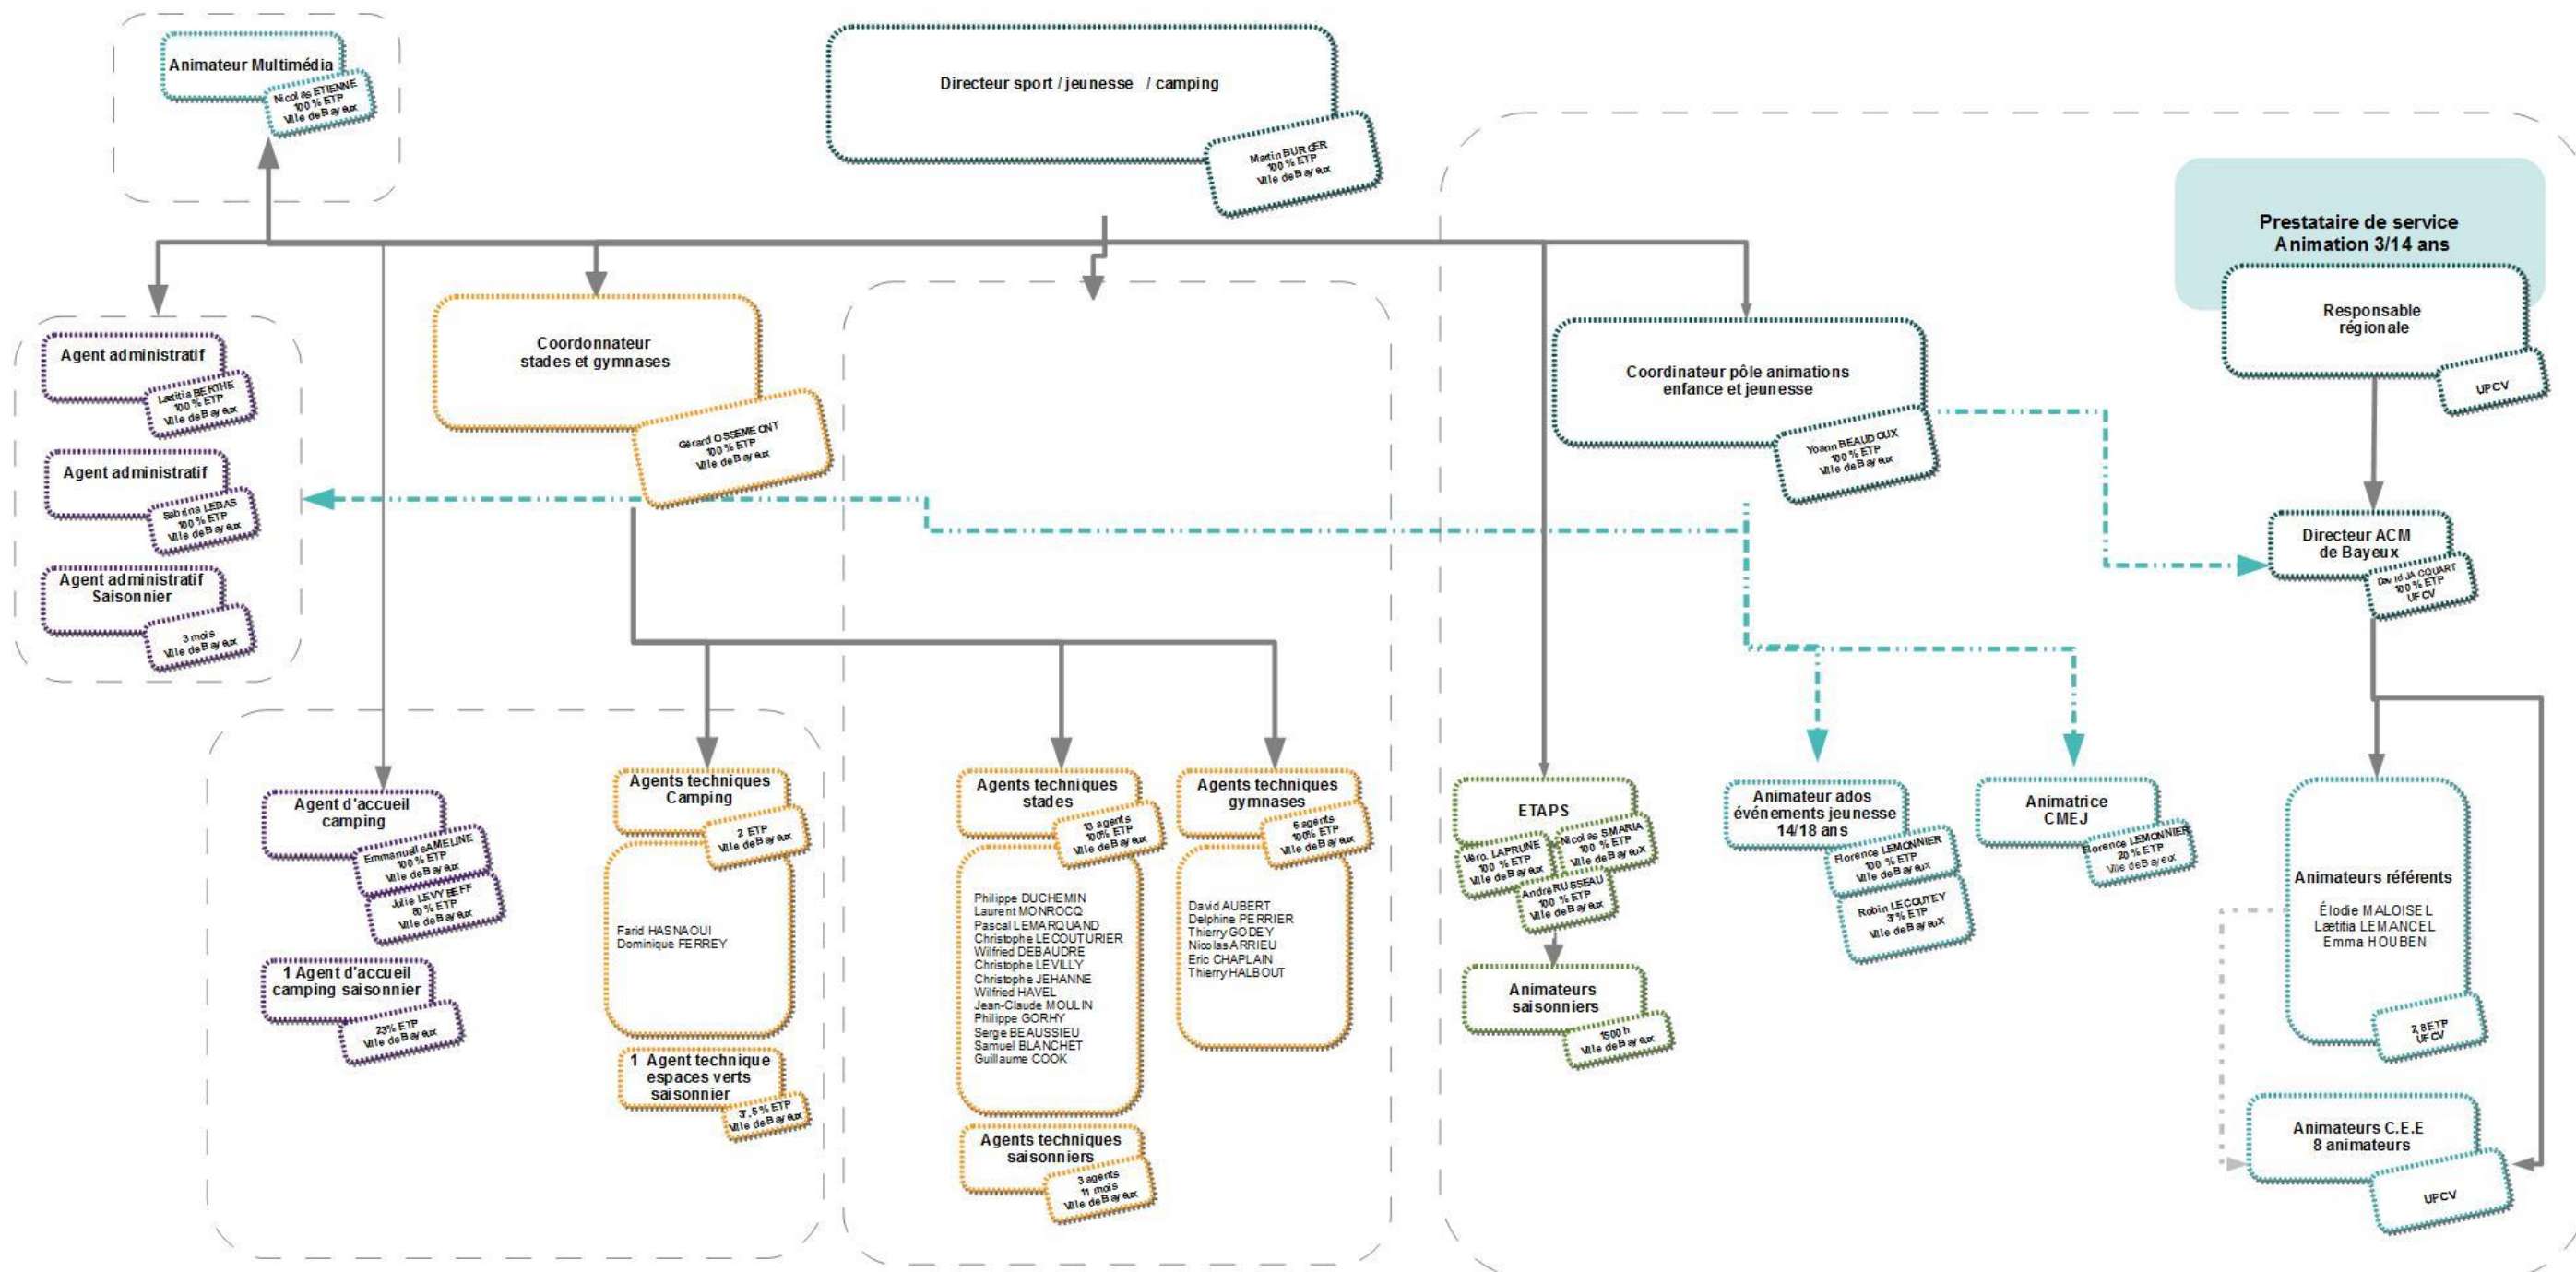 Animateur Multimédia
Nicolas ETIENNE
100 % ETP
Ville de Bayeux
Directeur sport / jeunesse / camping
Martin BURGER
100 % ETP
Ville de Bayeux
Prestataire de service
Animation 3/14 ans
Responsable
régionale
UFCV
Agent administratif
Lætitia BERTHE
100 % ETP
Ville de Bayeux
Agent administratif
Sabrina LEBAS
100 % ETP
Ville de Bayeux
Agent administratif
Saisonnier
3 mois
Ville de Bayeux
Coordonnateur
stades et gymnases
Gérard OSSEMEONT
100 % ETP
Ville de Bayeux
Coordinateur pôle animations
enfance et jeunesse
Yoann BEAUDOUX
100 % ETP
Ville de Bayeux
Directeur ACM
de Bayeux
David JACQUART
100 % ETP
UFCV
Agent d'accueil
camping
Emmanuelle AMELINE
100 % ETP
Ville de Bayeux
Julie LEVY BEFF
80 % ETP
Ville de Bayeux
1 Agent d'accueil
camping saisonnier
23% ETP
Ville de Bayeux
Agents techniques
Camping
2 ETP
Ville de Bayeux
Farid HASNAOUI
Dominique FERREY
1 Agent technique
espaces verts
saisonnier
37,5 % ETP
Ville de Bayeux
Agents techniques
stades
13 agents
100% ETP
Ville de Bayeux
Philippe DUCHEMIN
Laurent MONROCQ
Pascal LEMARQUAND
Christophe LECOUTURIER
Wilfried DEBAUDRE
Christophe LEVILLY
Christophe JEHANNE
Wilfried HAVEL
Jean-Claude MOULIN
Philippe GORHY
Serge BEAUSSIEU
Samuel BLANCHET
Guillaume COOK
Agents techniques
saisonniers
3 agents
11 mois
Ville de Bayeux
Agents techniques
gymnases
6 agents
100% ETP
Ville de Bayeux
David AUBERT
Delphine PERRIER
Thierry GODEY
Nicolas ARRIEU
Eric CHAPLAIN
Thierry HALBOUT
ETAPS
Véro. LAPRUNE
100 % ETP
Ville de Bayeux
Nicolas SMARIA
100 % ETP
Ville de BayeuX
André RUSSEAU
100 % ETP
Ville de Bayeux
Animateurs
saisonniers
1500 h
Ville de Bayeux
Animateur ados
événements jeunesse
14/18 ans
Florence LEMONNIER
100 % ETP
Ville de Bayeux
Robin LECOUTEY
37% ETP
Ville de BayeuX
Animatrice
CMEJ
Florence LEMONNIER
20 % ETP
Ville de Bayeux
Animateurs référents
Élodie MALOISEL
Lætitia LEMANCEL
Emma HOUBEN
2,8 ETP
UFCV
Animateurs C.E.E
8 animateurs
UFCV